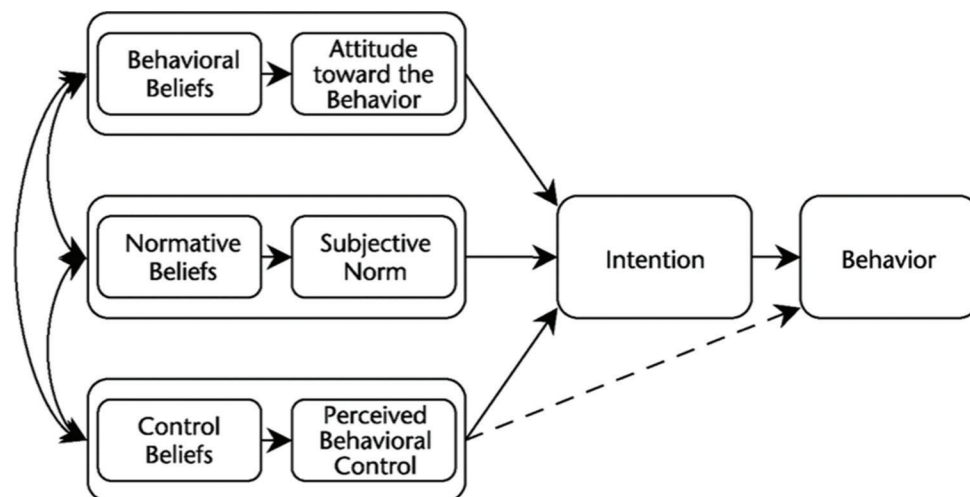 Behavioral
Beliefs
Attitude
toward the
Behavior
Normative
Beliefs
Subjective
Norm
Intention
Behavior
Control
Beliefs
Perceived
Behavioral
Control